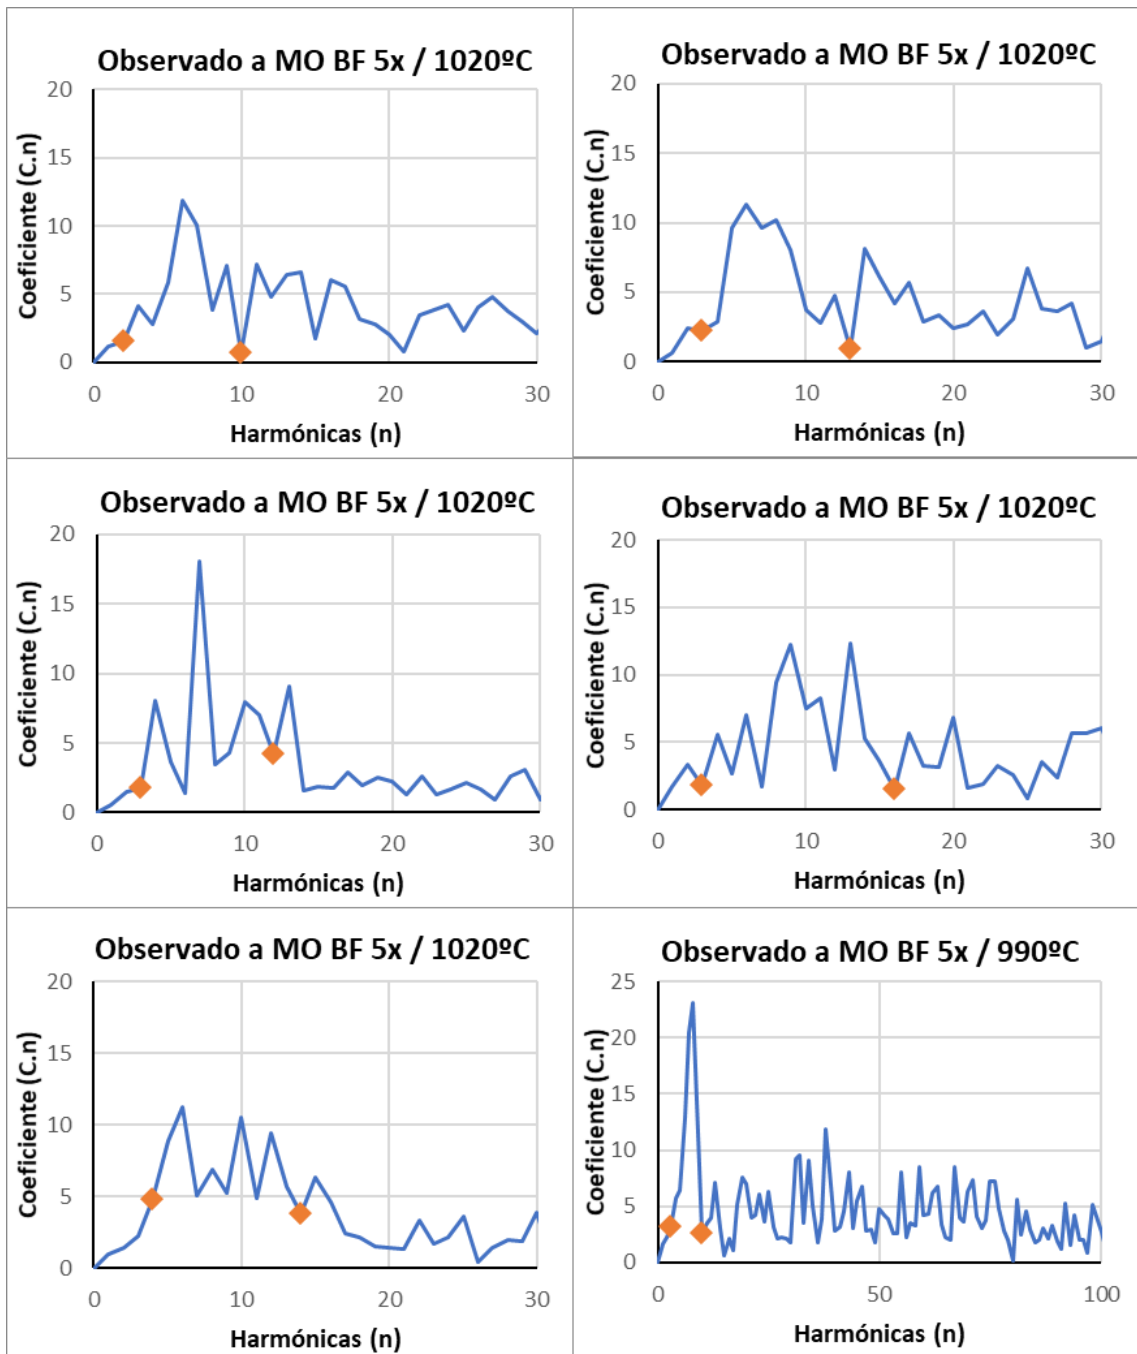 Observado a MO BF 5x / 1020ºC
Coeficiente (C.n)
20
15
10
5
0
0 10 20 30
Harmónicas (n)
Observado a MO BF 5x / 1020ºC
Coeficiente (C.n)
20
15
10
5
0
0 10 20 30
Harmónicas (n)
Observado a MO BF 5x / 1020ºC
Coeficiente (C.n)
20
15
10
5
0
0 10 20 30
Harmónicas (n)
Observado a MO BF 5x / 1020ºC
Coeficiente (C.n)
20
15
10
5
0
0 10 20 30
Harmónicas (n)
Observado a MO BF 5x / 1020ºC
Coeficiente (C.n)
20
15
10
5
0
0 10 20 30
Harmónicas (n)
Observado a MO BF 5x / 990ºC
Coeficiente (C.n)
25
20
15
10
5
0
0 50 100
Harmónicas (n)